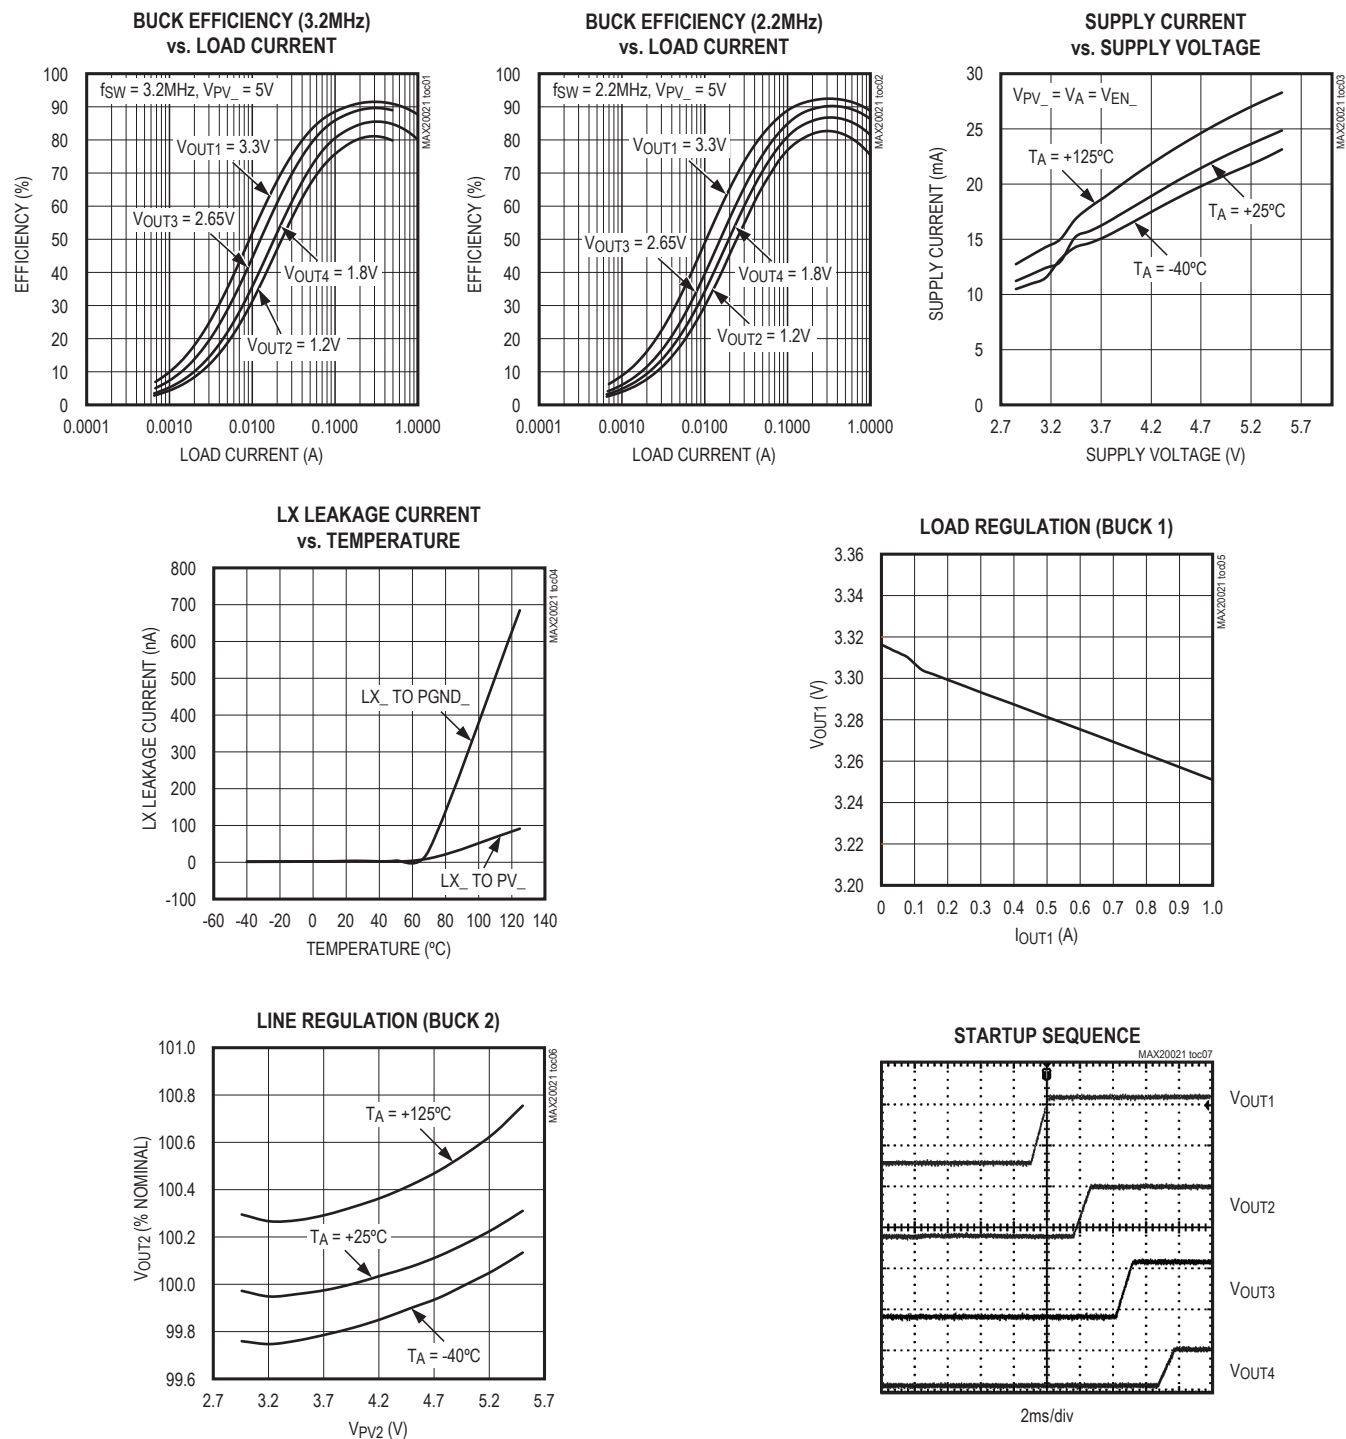 BUCK EFFICIENCY (3.2MHz)
vs. LOAD CURRENT
MAX20021 toc01
fSW = 3.2MHz, VPV_ = 5V
VOUT1 = 3.3V
VOUT3 = 2.65V
VOUT4 = 1.8V
VOUT2 = 1.2V
EFFICIENCY (%)
100
90
80
70
60
50
40
30
20
10
0
0.0001 0.0010 0.0100 0.1000 1.0000
LOAD CURRENT (A)
BUCK EFFICIENCY (2.2MHz)
vs. LOAD CURRENT
MAX20021 toc02
fSW = 2.2MHz, VPV_ = 5V
VOUT1 = 3.3V
VOUT3 = 2.65V
VOUT4 = 1.8V
VOUT2 = 1.2V
EFFICIENCY (%)
100
90
80
70
60
50
40
30
20
10
0
0.0001 0.0010 0.0100 0.1000 1.0000
LOAD CURRENT (A)
SUPPLY CURRENT
vs. SUPPLY VOLTAGE
MAX20021 toc03
VPV_ = VA = VEN_
TA = +125ºC
TA = +25ºC
TA = -40ºC
SUPPLY CURRENT (mA)
30
25
20
15
10
5
0
2.7 3.2 3.7 4.2 4.7 5.2 5.7
SUPPLY VOLTAGE (V)
LX LEAKAGE CURRENT
vs. TEMPERATURE
MAX20021 toc04
LX_ TO PGND_
LX_ TO PV_
LX LEAKAGE CURRENT (nA)
800
700
600
500
400
300
200
100
0
-100
-60 -40 -20 0 20 40 60 80 100 120 140
TEMPERATURE (ºC)
LOAD REGULATION (BUCK 1)
MAX20021 toc05
VOUT1 (V)
3.36
3.34
3.32
3.30
3.28
3.26
3.24
3.22
3.20
0 0.1 0.2 0.3 0.4 0.5 0.6 0.7 0.8 0.9 1.0
IOUT1 (A)
LINE REGULATION (BUCK 2)
MAX20021 toc06
TA = +125ºC
TA = +25ºC
TA = -40ºC
VOUT2 (% NOMINAL)
101.0
100.8
100.6
100.4
100.2
100.0
99.8
99.6
2.7 3.2 3.7 4.2 4.7 5.2 5.7
VPV2 (V)
STARTUP SEQUENCE
MAX20021 toc07
VOUT1
VOUT2
VOUT3
VOUT4
2ms/div